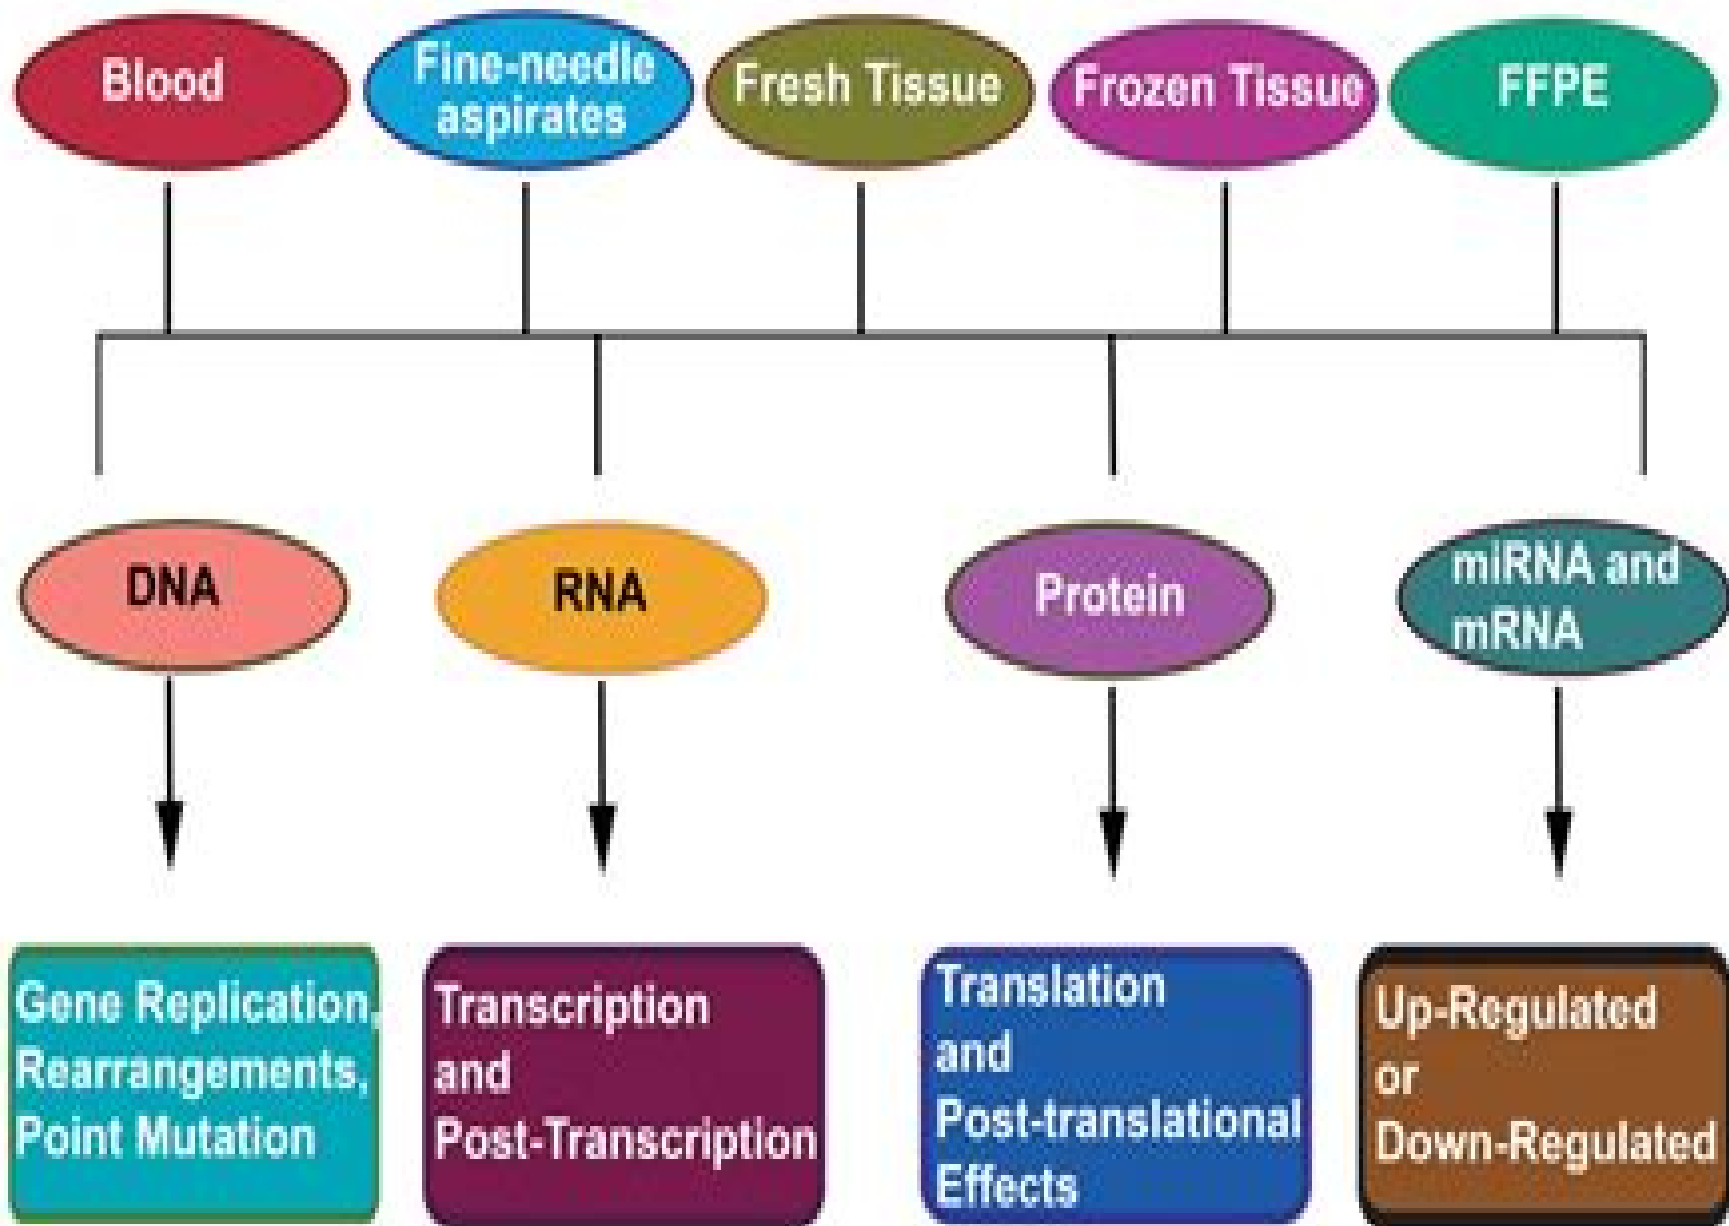 Blood
Fine-needle
aspirates
Fresh Tissue
Frozen Tissue
FFPE
DNA
RNA
Protein
miRNA and
mRNA
Gene Replication,
Rearrangements,
Point Mutation
Transcription
and
Post-Transcription
Translation
and
Post-translational
Effects
Up-Regulated
or
Down-Regulated